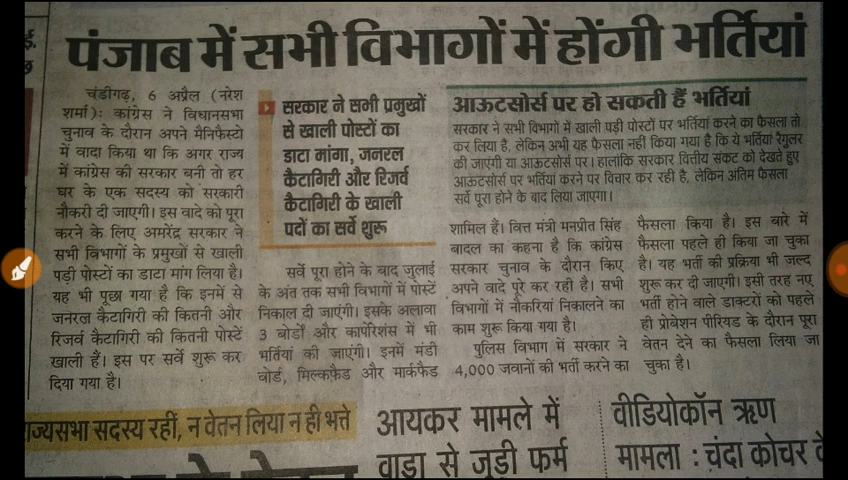 पंजाब में सभी विभागों में होंगी भर्तियां
चंडीगढ़, 6 अप्रैल (नरेश
शर्मा): कांग्रेस ने विधानसभा
चुनाव के दौरान अपने मैनिफैस्टो
में वादा किया था कि अगर राज्य
में कांग्रेस की सरकार बनी तो हर
घर के एक सदस्य को सरकारी
नौकरी दी जाएगी। इस वादे को पूरा
करने के लिए अमरेंद्र सरकार ने
सभी विभागों के प्रमुखों से खाली
पड़ी पोस्टों का डाटा मांग लिया है।
यह भी पूछा गया है कि इनमें से
जनरल कैटागिरी की कितनी और
रिजर्व कैटागिरी की कितनी पोस्टें
खाली हैं। इस पर सर्वे शुरू कर
दिया गया है।
सरकार ने सभी प्रमुखों
से खाली पोस्टों का
डाटा मांगा, जनरल
कैटागिरी और रिजर्व
कैटागिरी के खाली
पदों का सर्वे शुरू
सर्वे पूरा होने के बाद जुलाई
के अंत तक सभी विभागों में पोस्टें
निकाल दी जाएंगी। इसके अलावा
3 बोर्डों और कार्पोरेशंस में भी
भर्तियां की जाएंगी। इनमें मंडी
बोर्ड, मिल्कफैड और मार्कफैड
आऊटसोर्स पर हो सकती हैं भर्तियां
सरकार ने सभी विभागों में खाली पड़ी पोस्टों पर भर्तियां करने का फैसला तो
कर लिया है, लेकिन अभी यह फैसला नहीं किया गया है कि ये भर्तियां रैगुलर
की जाएंगी या आऊटसोर्स पर। हालांकि सरकार वित्तीय संकट को देखते हुए
आऊटसोर्स पर भर्तियां करने पर विचार कर रही है, लेकिन अंतिम फैसला
सर्वे पूरा होने के बाद लिया जाएगा।
शामिल हैं। वित्त मंत्री मनप्रीत सिंह
बादल का कहना है कि कांग्रेस
सरकार चुनाव के दौरान किए
अपने वादे पूरे कर रही है। सभी
विभागों में नौकरियां निकालने का
काम शुरू किया गया है।
पुलिस विभाग में सरकार ने
4,000 जवानों की भर्ती करने का
फैसला किया है। इस बारे में
फैसला पहले ही किया जा चुका
है। यह भर्ती की प्रक्रिया भी जल्द
शुरू कर दी जाएगी। इसी तरह नए
भर्ती होने वाले डाक्टरों को पहले
ही प्रोबेशन पीरियड के दौरान पूरा
वेतन देने का फैसला लिया जा
चुका है।
राज्यसभा सदस्य रहीं, न वेतन लिया न ही भत्ते
आयकर मामले में
वाड्रा से जुड़ी फर्म
वीडियोकॉन ऋण
मामला : चंदा कोचर के